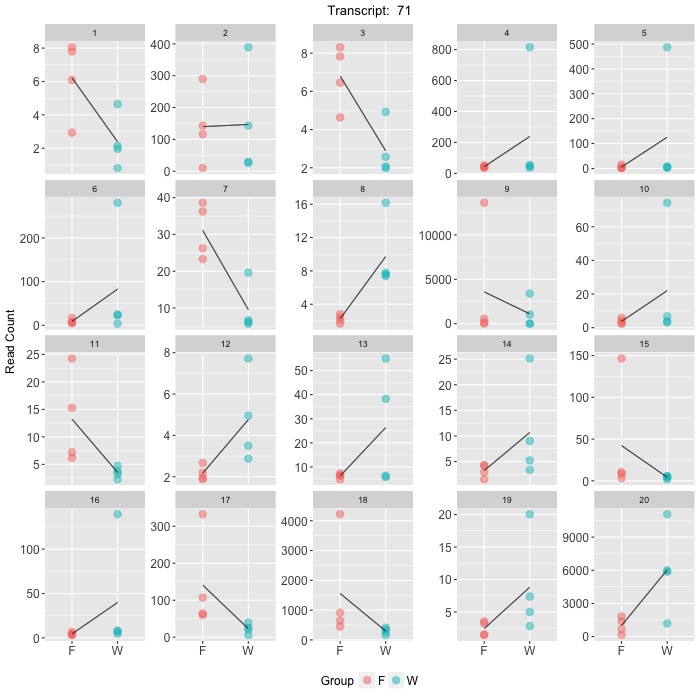 Transcript: 71
1 2 3 4 5
8 6 4 2
400 300 200 100 0
8 6 4 2
800 600 400 200 0
500 400 300 200 100 0
6 7 8 9 10
200 100 0
40 30 20 10
16 12 8 4
10000 5000 0
60 40 20 0
Read Count
11 12 13 14 15
25 20 15 10 5
8 6 4 2
50 40 30 20 10
25 20 15 10 5
150 100 50 0
16 17 18 19 20
100 50 0
300 200 100 0
4000 3000 2000 1000 0
20 15 10 5
9000 6000 3000 0
F W F W F W F W F W
Group F W